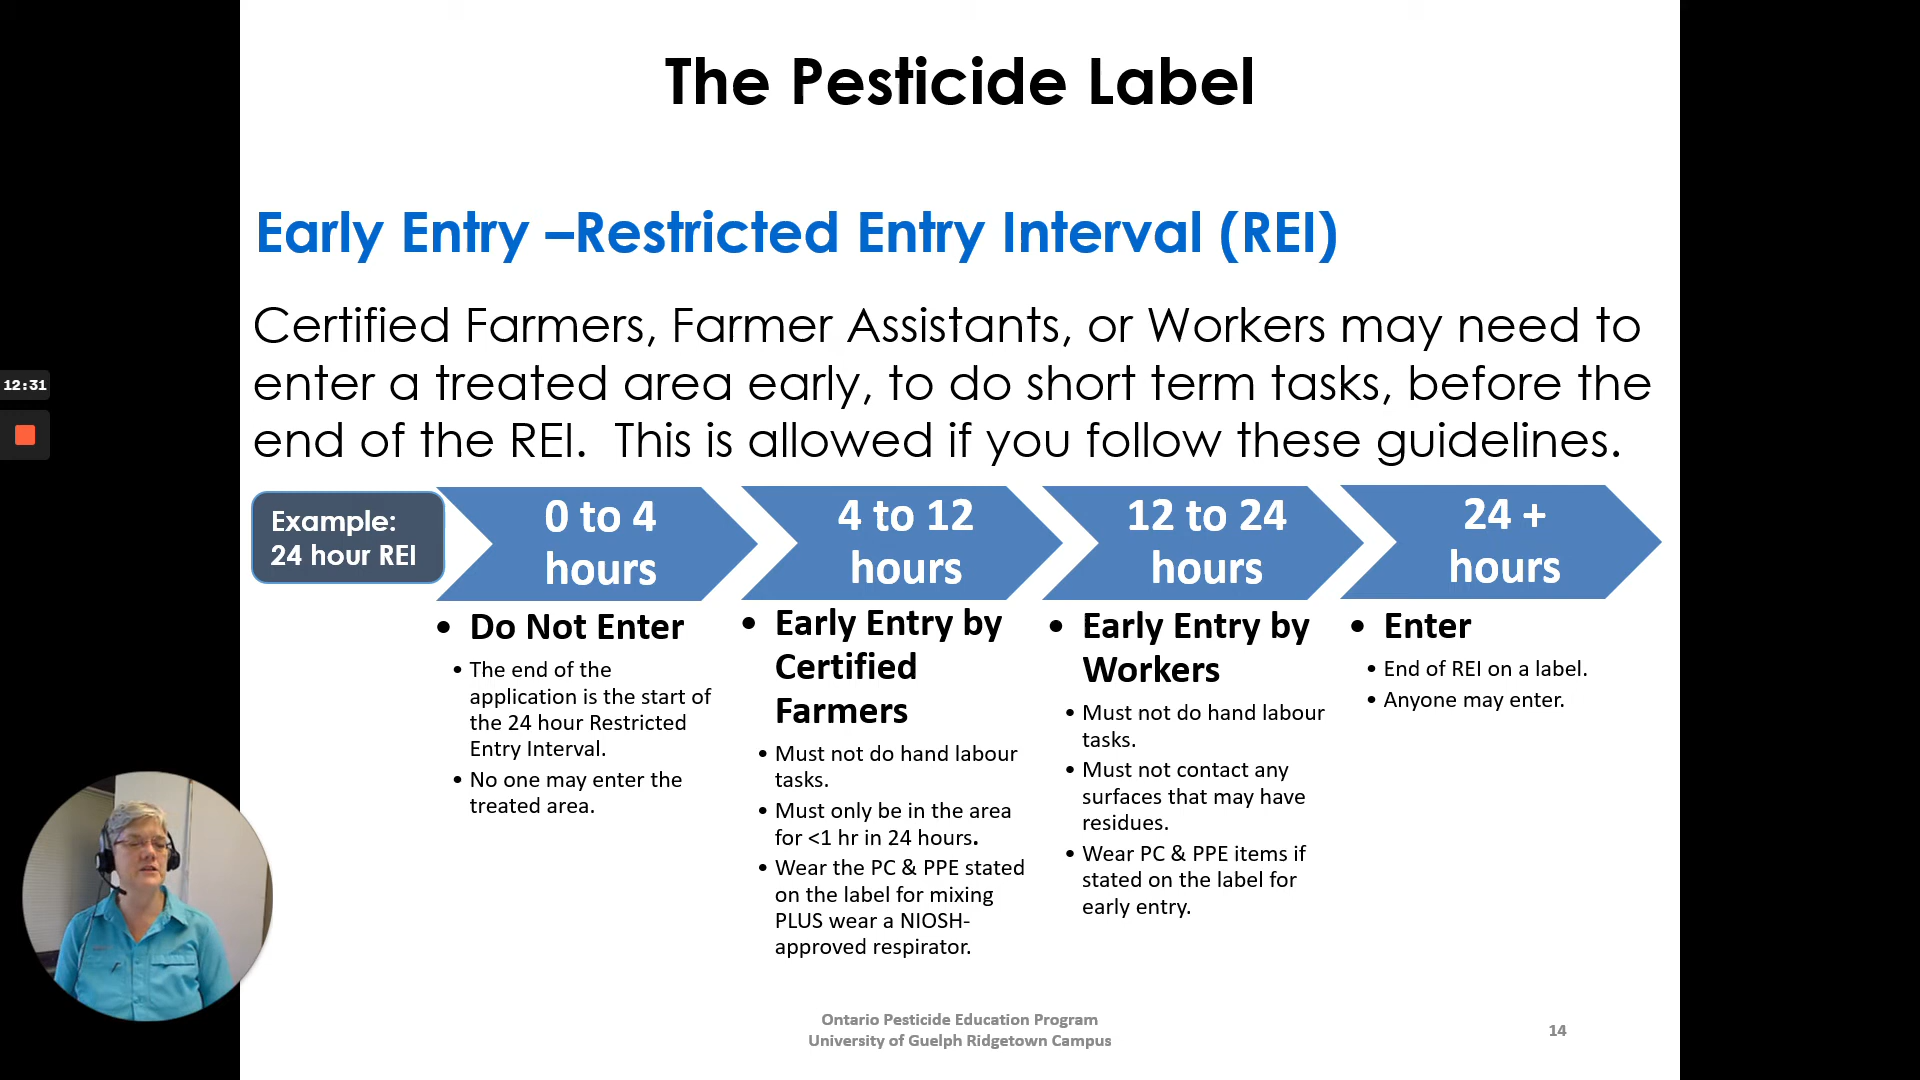 The Pesticide Label
Early Entry –Restricted Entry Interval (REI)
Certified Farmers, Farmer Assistants, or Workers may need to
enter a treated area early, to do short term tasks, before the
end of the REI.  This is allowed if you follow these guidelines.
12:31
Example:
24 hour REI
0 to 4
hours
• Do Not Enter
• The end of the
application is the start of
the 24 hour Restricted
Entry Interval.
• No one may enter the
treated area.
4 to 12
hours
• Early Entry by
Certified
Farmers
• Must not do hand labour
tasks.
• Must only be in the area
for <1 hr in 24 hours.
• Wear the PC & PPE stated
on the label for mixing
PLUS wear a NIOSH-
approved respirator.
12 to 24
hours
• Early Entry by
Workers
• Must not do hand labour
tasks.
• Must not contact any
surfaces that may have
residues.
• Wear PC & PPE items if
stated on the label for
early entry.
24 +
hours
• Enter
• End of REI on a label.
• Anyone may enter.
Ontario Pesticide Education Program
University of Guelph Ridgetown Campus
14